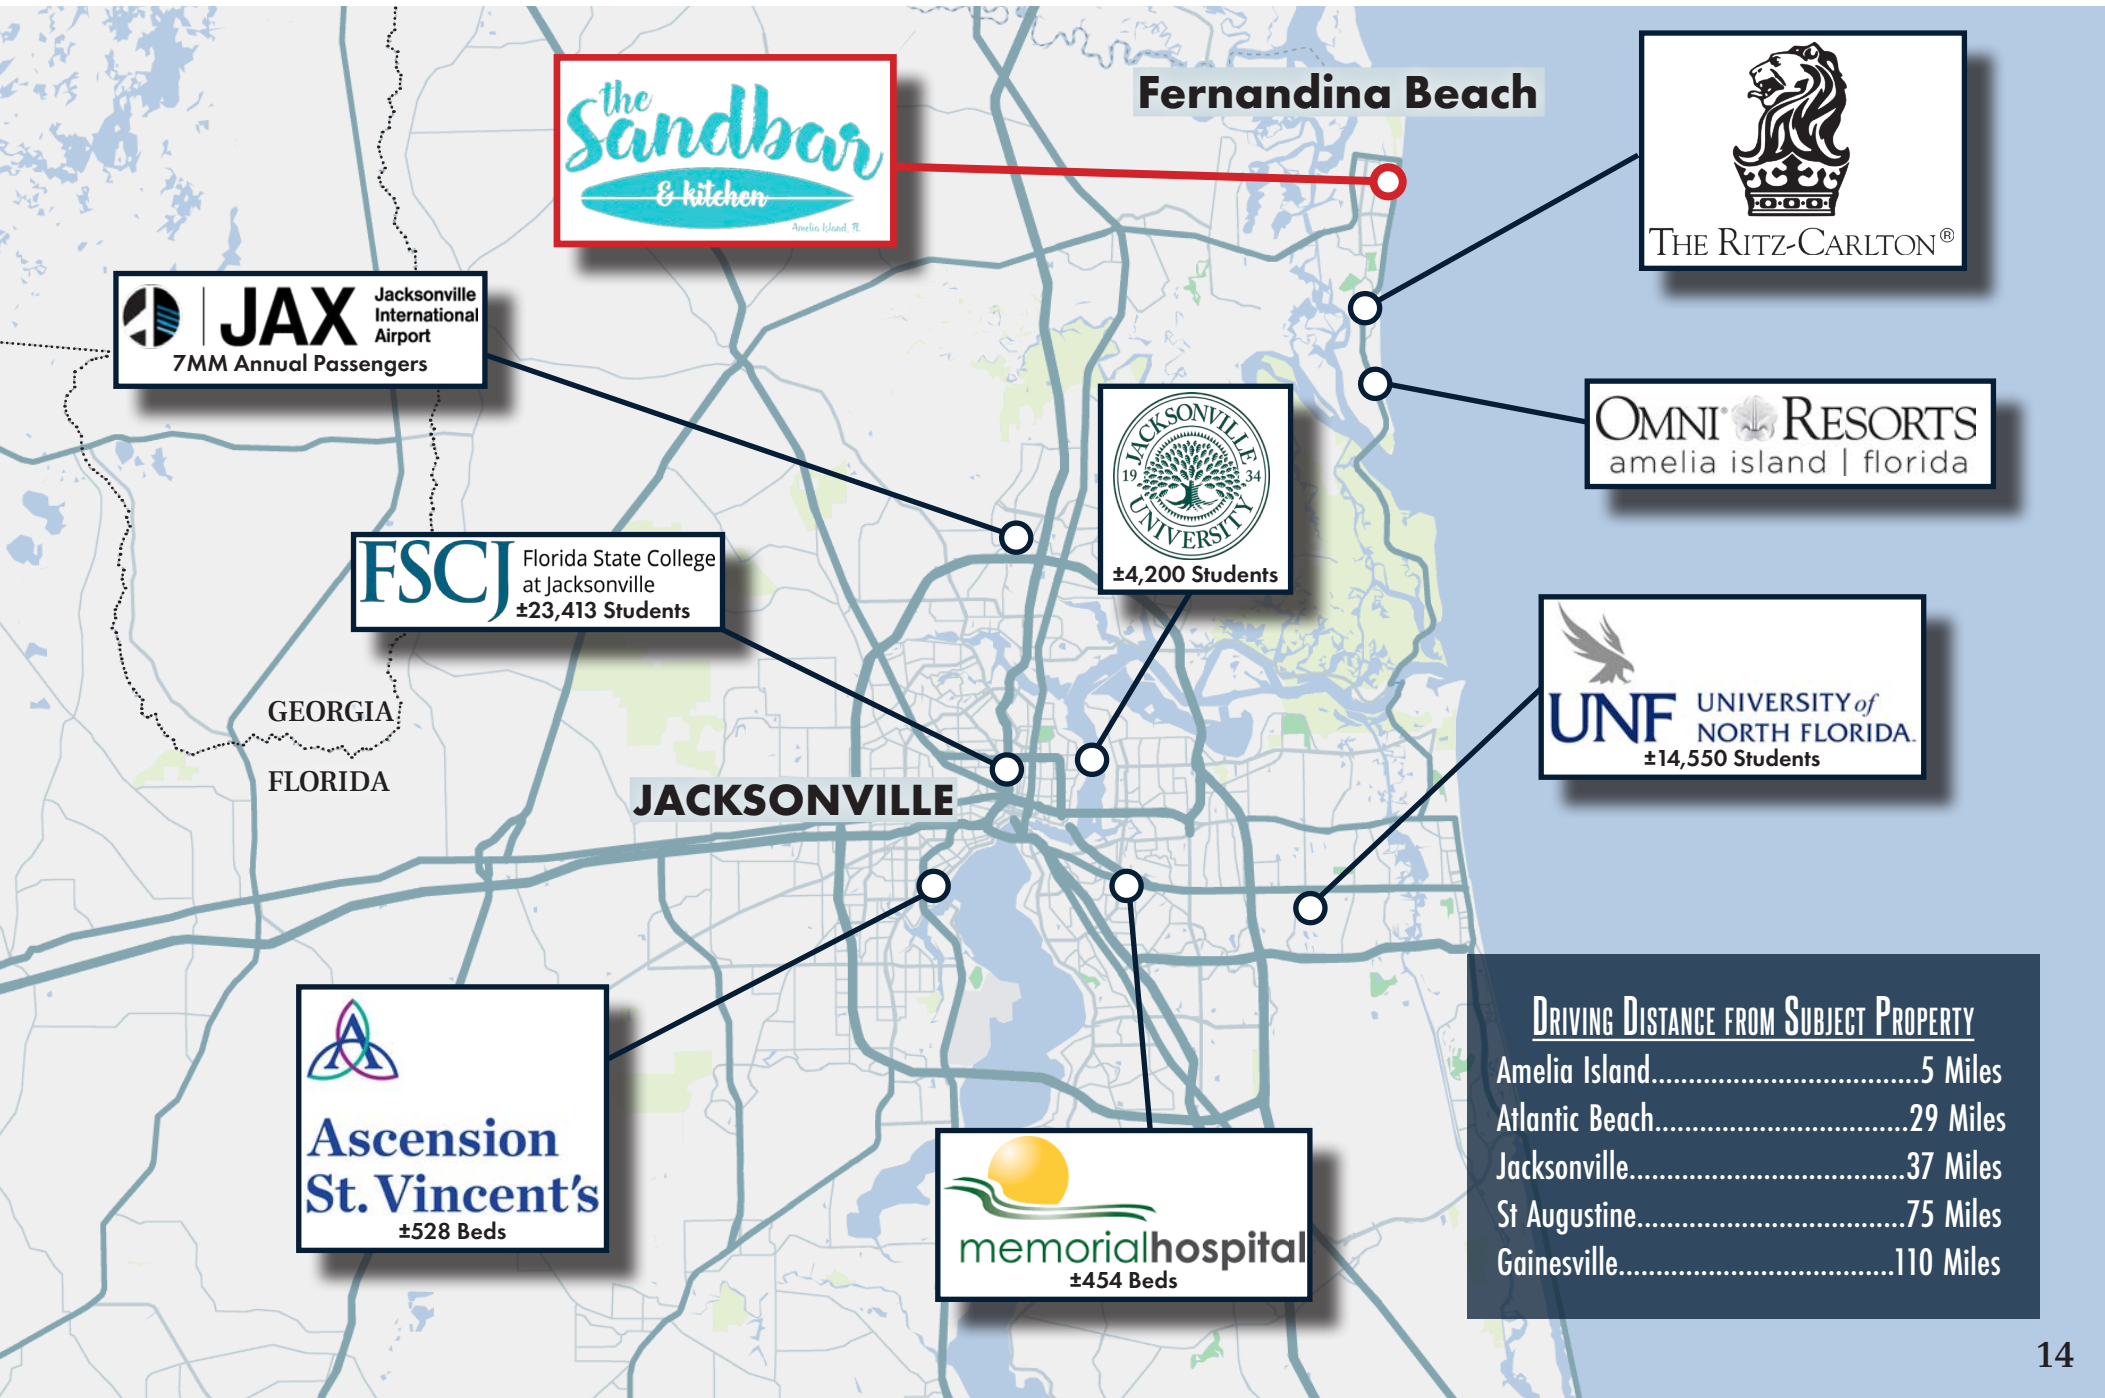 the
Sandbar
& kitchen
Amelia Island, FL
Fernandina Beach
THE RITZ-CARLTON®
JAX
Jacksonville
International
Airport
7MM Annual Passengers
OMNI® RESORTS
amelia island | florida
JACKSONVILLE
19 34
UNIVERSITY
±4,200 Students
FSCJ
Florida State College
at Jacksonville
±23,413 Students
UNF
UNIVERSITY of
NORTH FLORIDA.
±14,550 Students
GEORGIA
FLORIDA
JACKSONVILLE
A
Ascension
St. Vincent's
±528 Beds
memorialhospital
±454 Beds
DRIVING DISTANCE FROM SUBJECT PROPERTY
Amelia Island....................................5 Miles
Atlantic Beach..................................29 Miles
Jacksonville.....................................37 Miles
St Augustine....................................75 Miles
Gainesville.....................................110 Miles
14